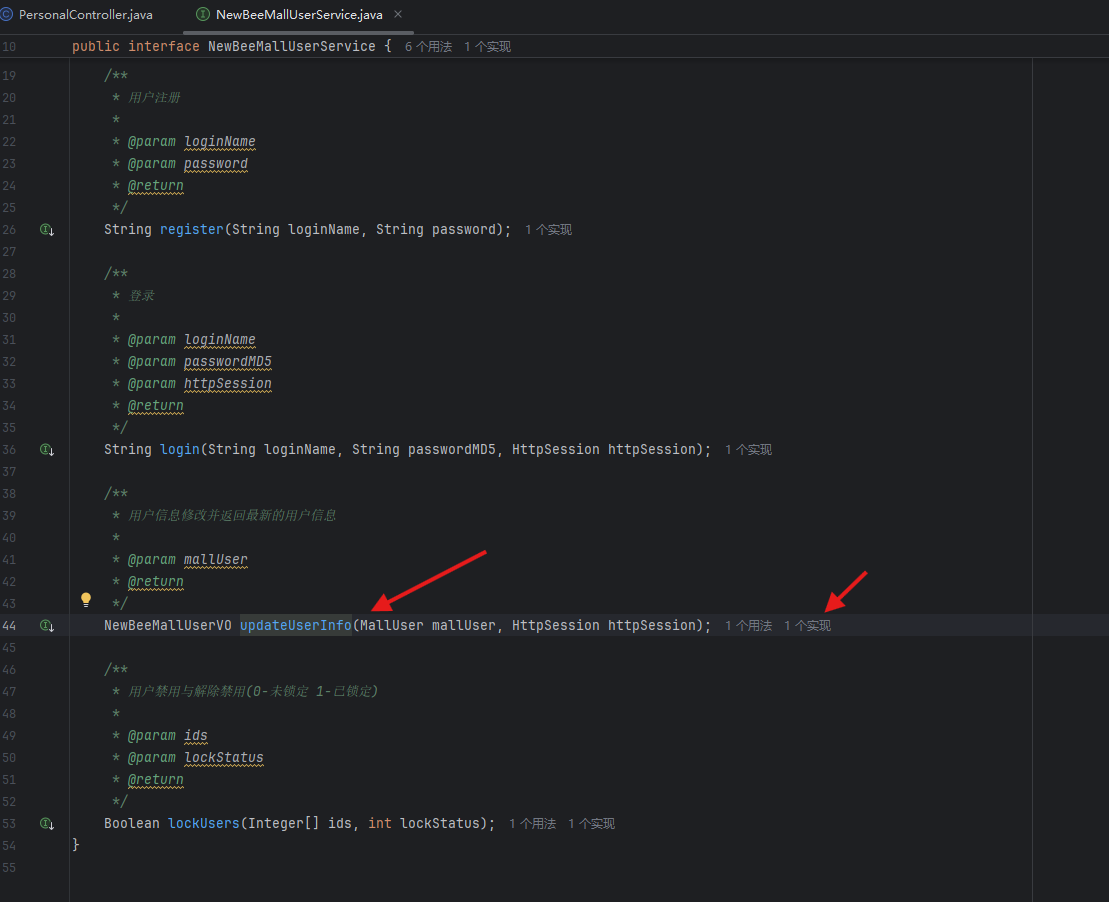 PersonalController.java NewBeeMallUserService.java
10 public interface NewBeeMallUserService { 6 个用法 1 个实现
19 /**
20 * 用户注册
21 *
22 * @param loginName
23 * @param password
24 * @return
25 */
26 String register(String loginName, String password); 1 个实现
27
28 /**
29 * 登录
30 *
31 * @param loginName
32 * @param passwordMD5
33 * @param httpSession
34 * @return
35 */
36 String login(String loginName, String passwordMD5, HttpSession httpSession); 1 个实现
37
38 /**
39 * 用户信息修改并返回最新的用户信息
40 *
41 * @param mallUser
42 * @return
43 */
44 NewBeeMallUserVO updateUserInfo(MallUser mallUser, HttpSession httpSession); 1 个用法 1 个实现
45
46 /**
47 * 用户禁用与解除禁用(0-未锁定 1-已锁定)
48 *
49 * @param ids
50 * @param lockStatus
51 * @return
52 */
53 Boolean lockUsers(Integer[] ids, int lockStatus); 1 个用法 1 个实现
54 }
55